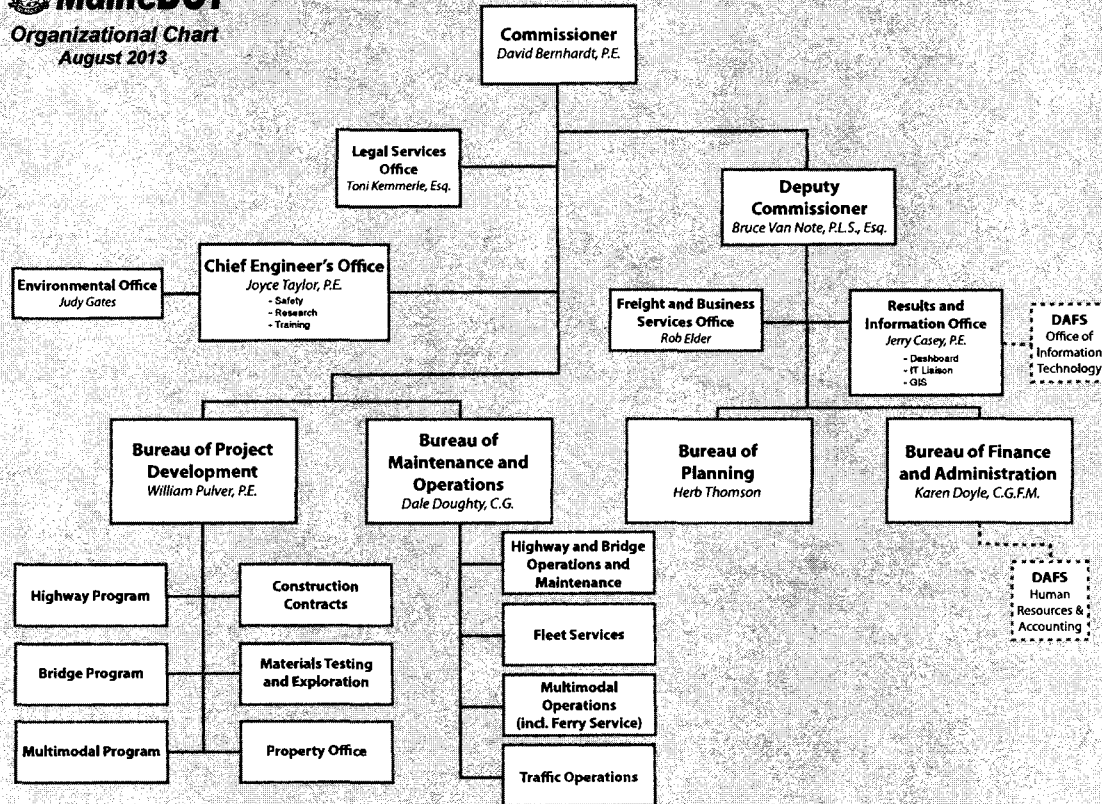 MaineDOT
Organizational Chart
August 2013
Commissioner
David Bernhardt, P.E.
Legal Services
Office
Toni Kemmerle, Esq.
Deputy
Commissioner
Bruce Van Note, P.L.S., Esq.
Environmental Office
Judy Gates
Chief Engineer's Office
Joyce Taylor, P.E.
- Safety
- Research
- Training
Freight and Business
Services Office
Rob Elder
Results and
Information Office
Jerry Casey, P.E.
- Dashboard
- IT Liaison
- GIS
DAFS
Office of
Information
Technology
Bureau of Project
Development
William Pulver, P.E.
Bureau of
Maintenance and
Operations
Dale Doughty, C.G.
Bureau of
Planning
Herb Thomson
Bureau of Finance
and Administration
Karen Doyle, C.G.F.M.
DAFS
Human
Resources &
Accounting
Highway Program
Construction
Contracts
Bridge Program
Materials Testing
and Exploration
Multimodal Program
Property Office
Highway and Bridge
Operations and
Maintenance
Fleet Services
Multimodal
Operations
(incl. Ferry Service)
Traffic Operations